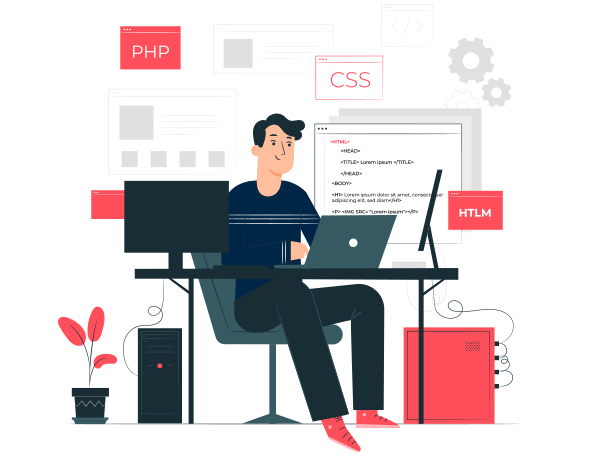 </>
PHP
CSS
<HTML>
<HEAD>
<TITLE> Lorem ipsum </TITLE>
</HEAD>
<BODY>
<H1> Lorem ipsum dolor sit amet, consectetuer
adipiscing elit, sed diam</H1>
<P> <IMG SRC= "Lorem ipsum"></P>
HTLM